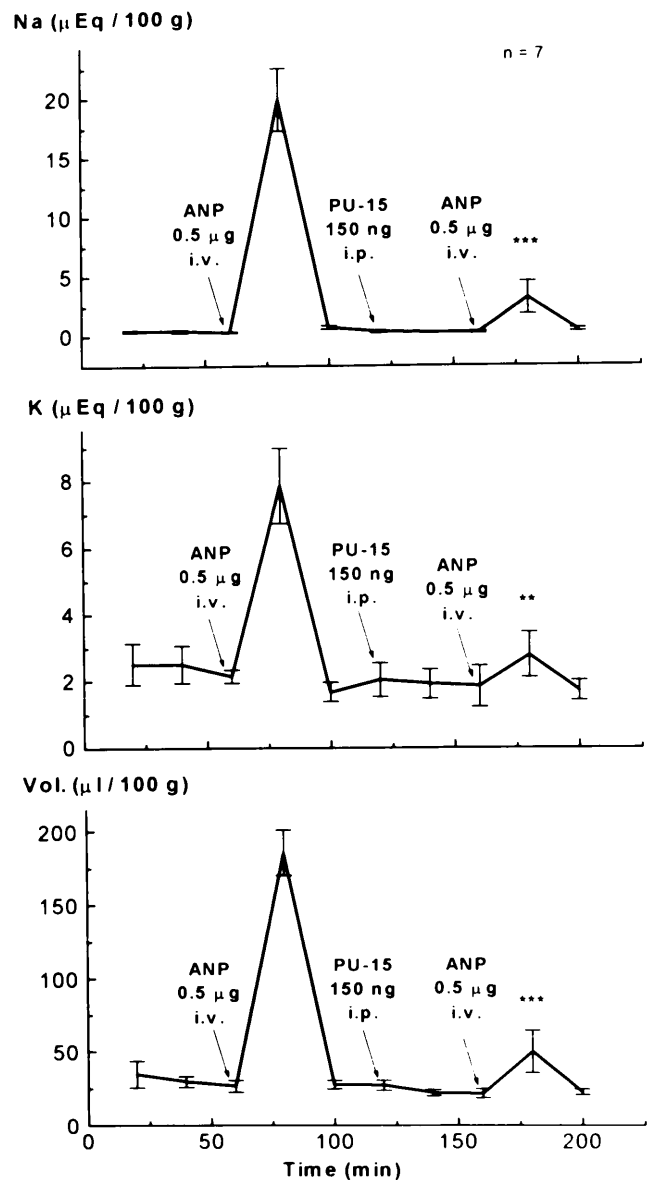 Na (μEq / 100 g)
n = 7
20
15
10
5
0
ANP
0.5 μg
i.v.
PU-15
150 ng
i.p.
ANP
0.5 μg
i.v.
***
K (μEq / 100 g)
8
6
4
2
0
ANP
0.5 μg
i.v.
PU-15
150 ng
i.p.
ANP
0.5 μg
i.v.
**
Vol. (μl / 100 g)
200
150
100
50
0
ANP
0.5 μg
i.v.
PU-15
150 ng
i.p.
ANP
0.5 μg
i.v.
***
0 50 100 150 200
Time (min)